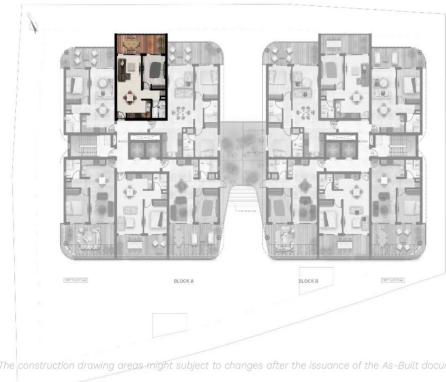 BLOCK A
BLOCK B
The construction drawing areas might subject to changes after the issuance of the As-Built docu